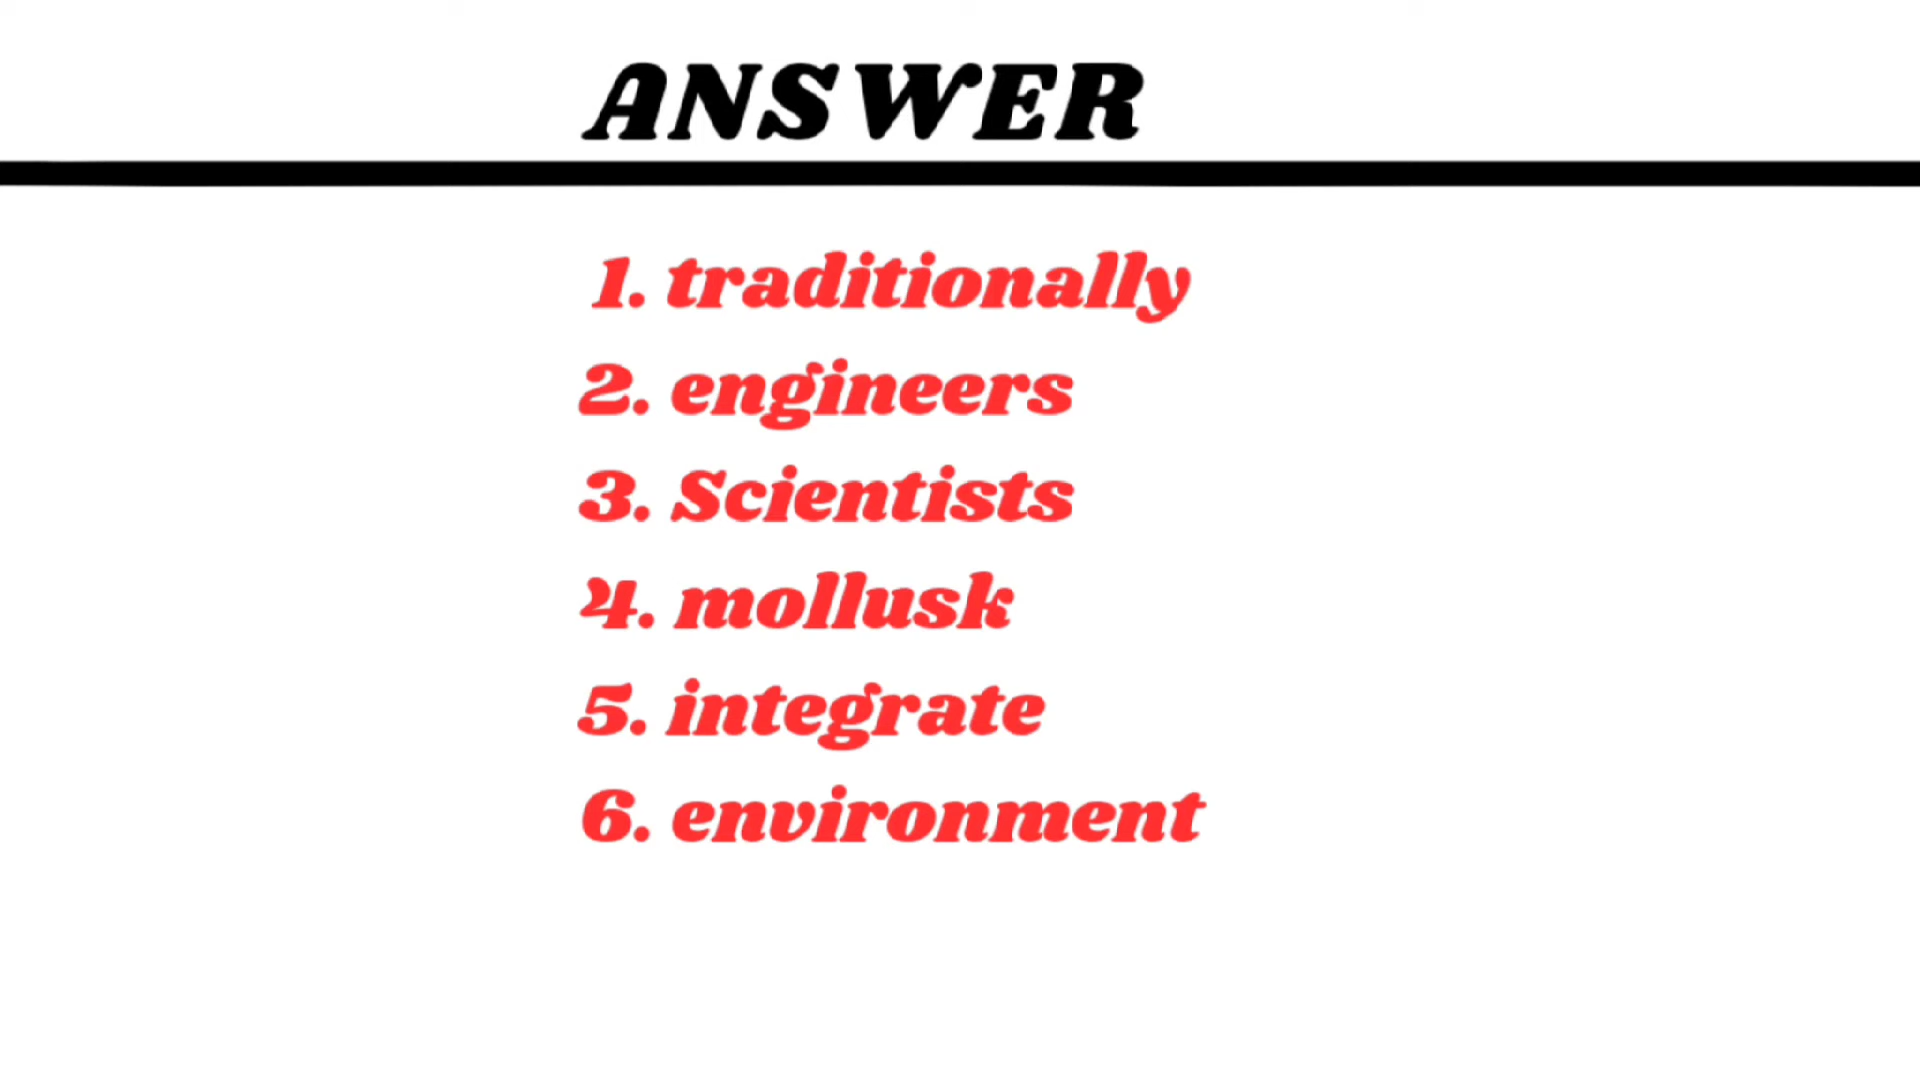 ANSWER
1. traditionally
2. engineers
3. Scientists
4. mollusk
5. integrate
6. environment